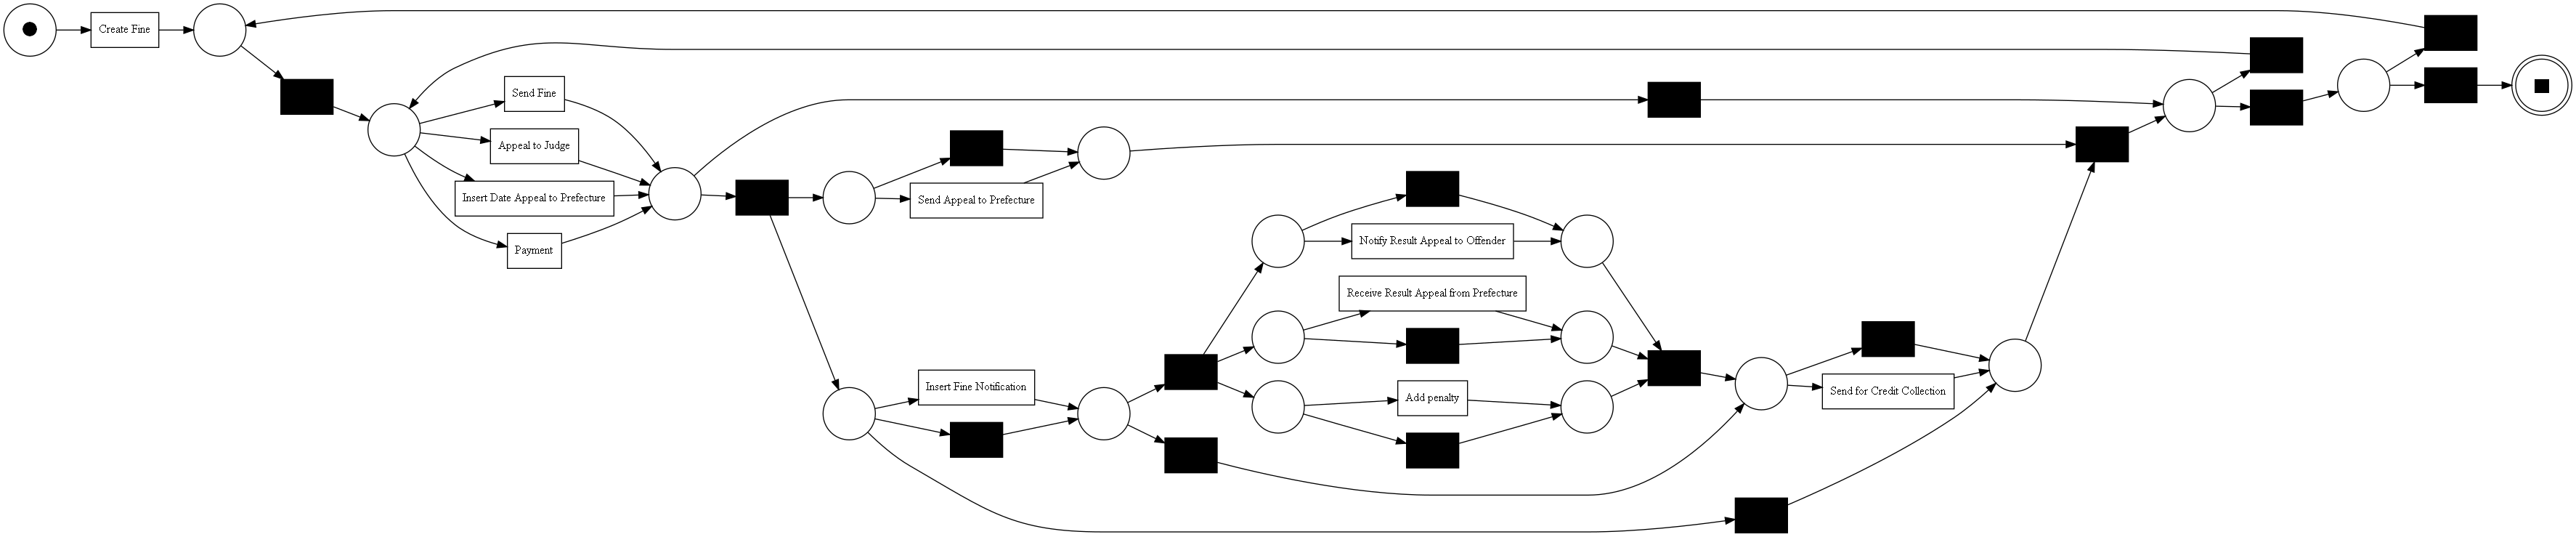 Create Fine
Send Fine
Appeal to Judge
Insert Date Appeal to Prefecture
Payment
Send Appeal to Prefecture
Notify Result Appeal to Offender
Receive Result Appeal from Prefecture
Insert Fine Notification
Add penalty
Send for Credit Collection